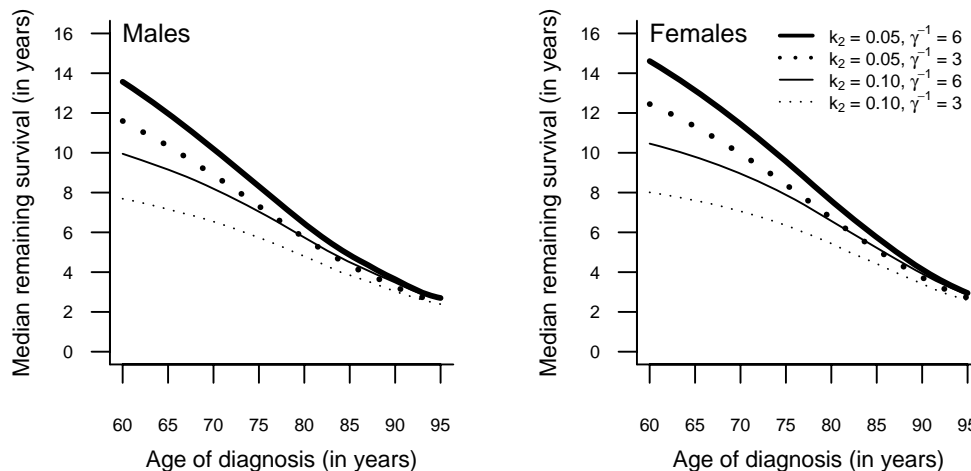 Males
Median remaining survival (in years)
16
14
12
10
8
6
4
2
0
60 65 70 75 80 85 90 95
Age of diagnosis (in years)
Females
k₂ = 0.05, γ⁻¹ = 6
k₂ = 0.05, γ⁻¹ = 3
k₂ = 0.10, γ⁻¹ = 6
k₂ = 0.10, γ⁻¹ = 3
Median remaining survival (in years)
16
14
12
10
8
6
4
2
0
60 65 70 75 80 85 90 95
Age of diagnosis (in years)